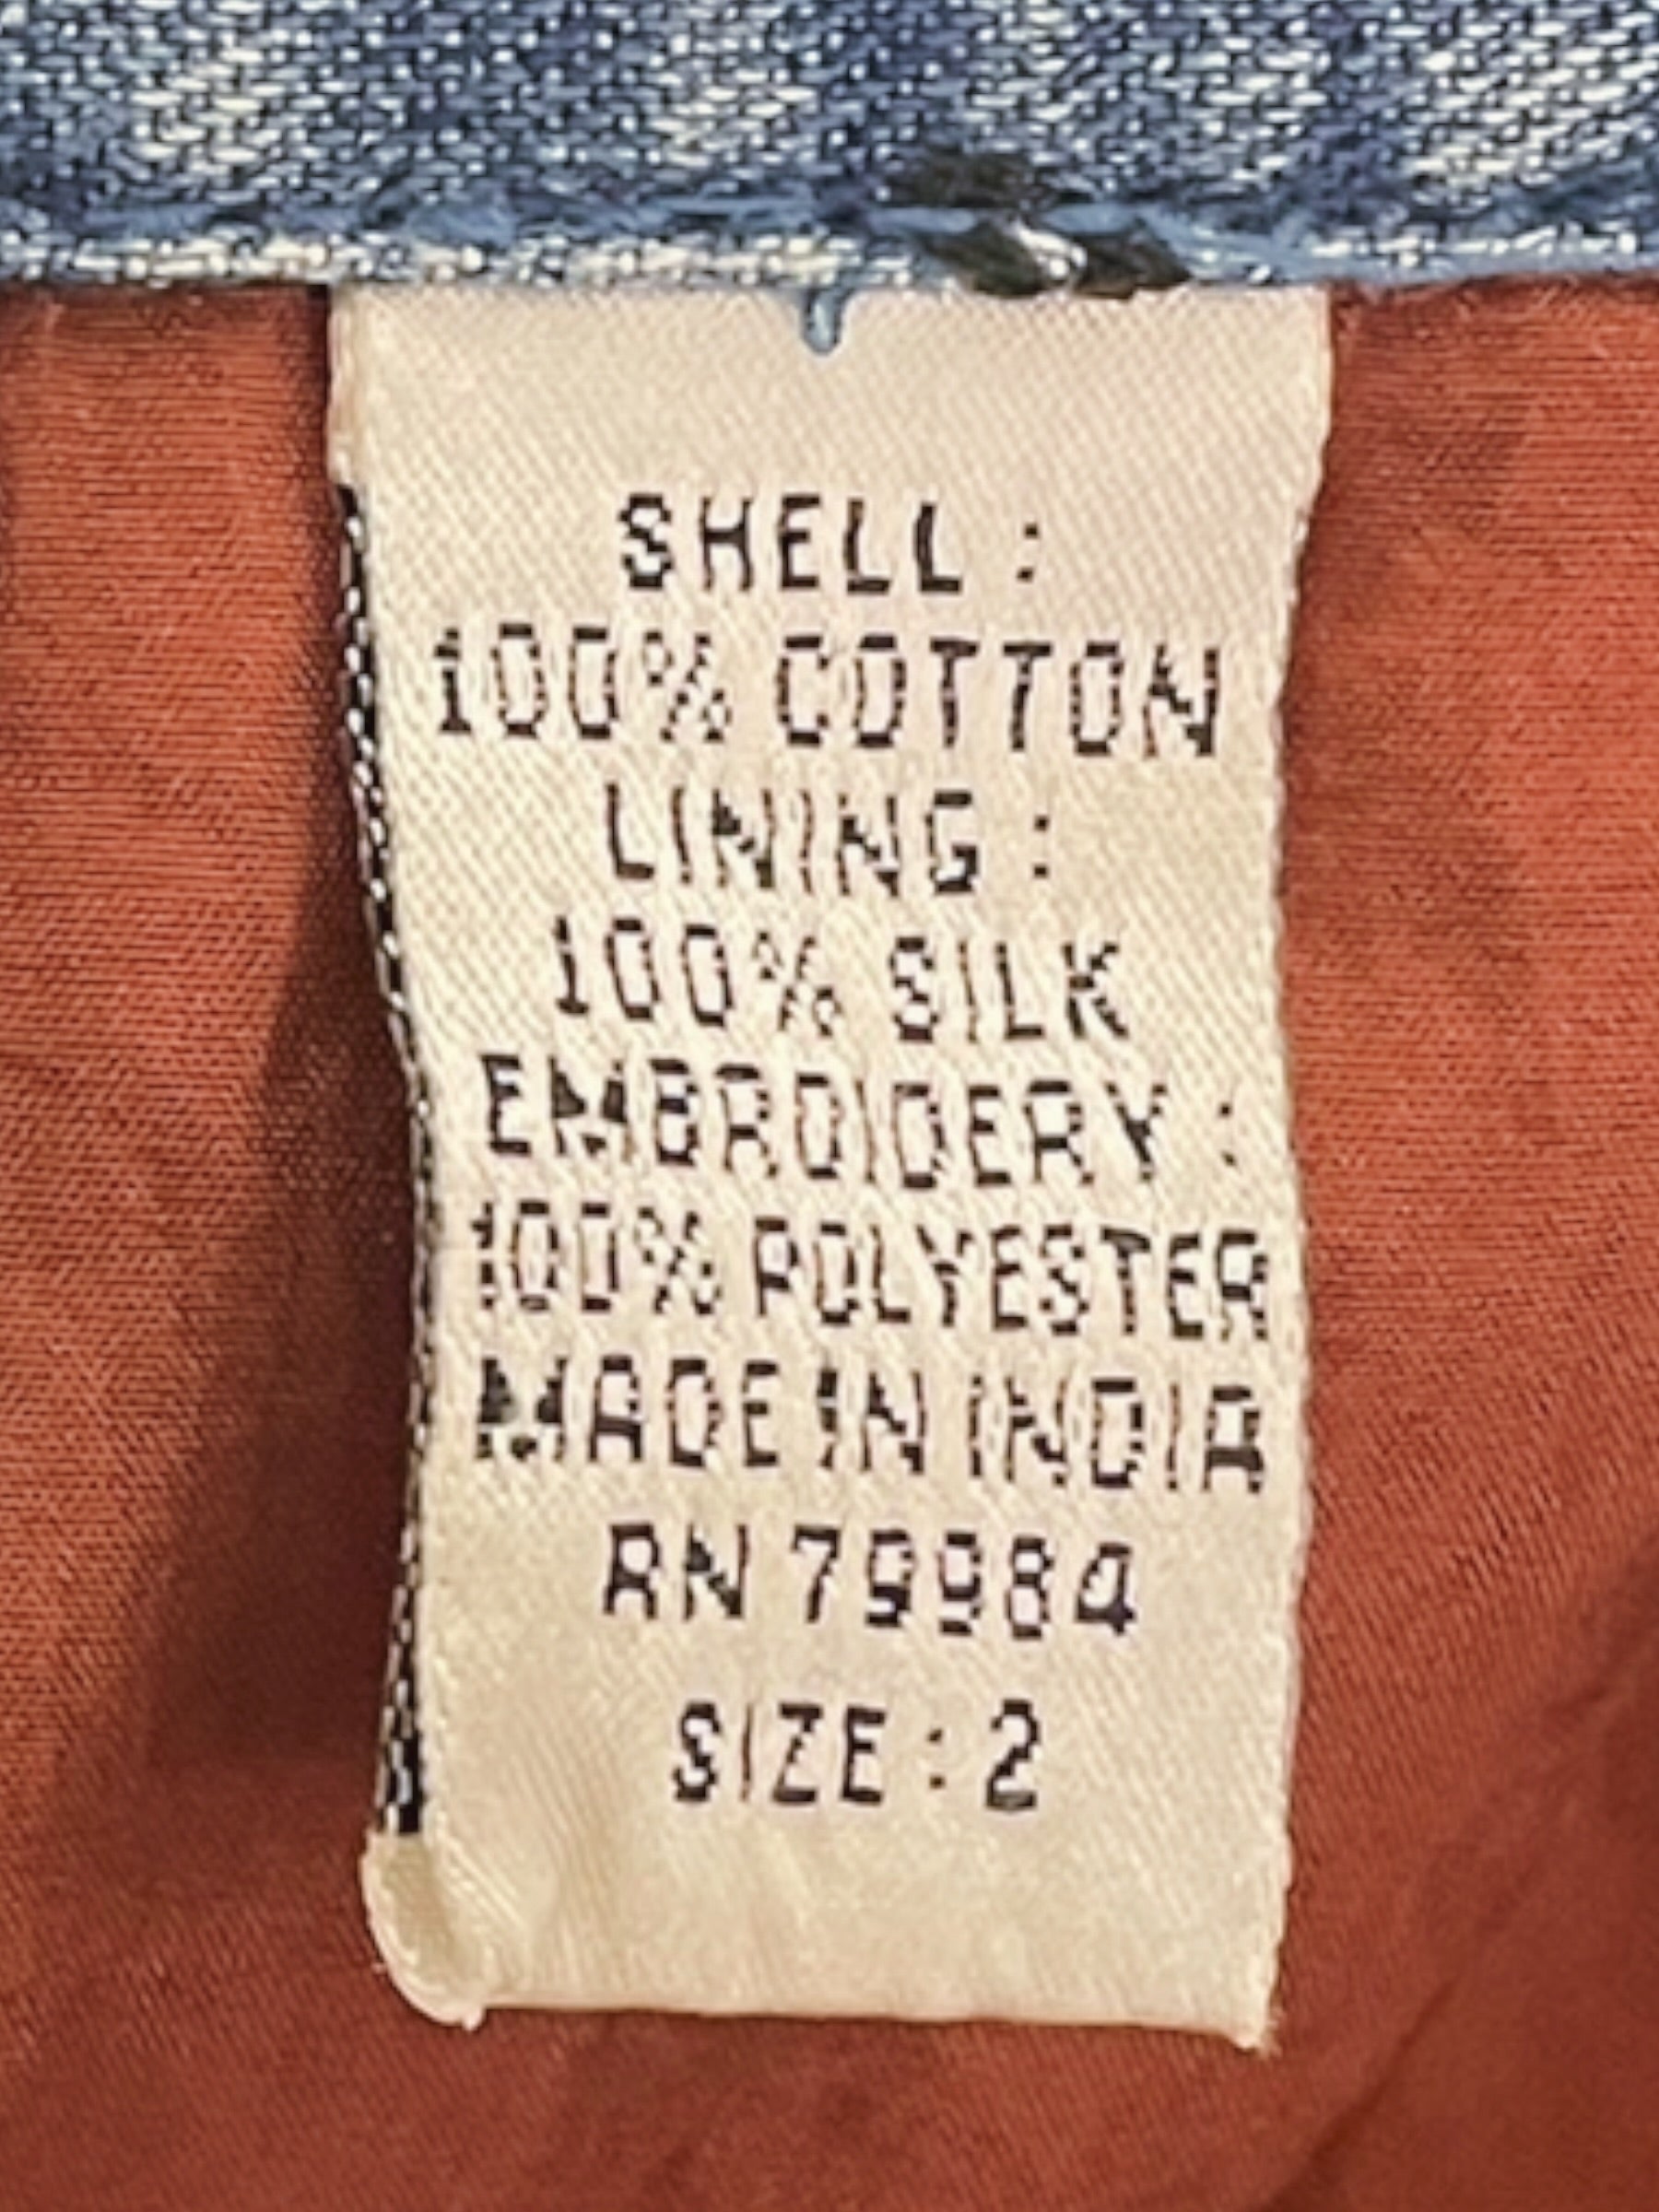 SHELL :
100% COTTON
LINING :
100% SILK
EMBROIDERY :
100% POLYESTER
MADE IN INDIA
RN 79984
SIZE : 2